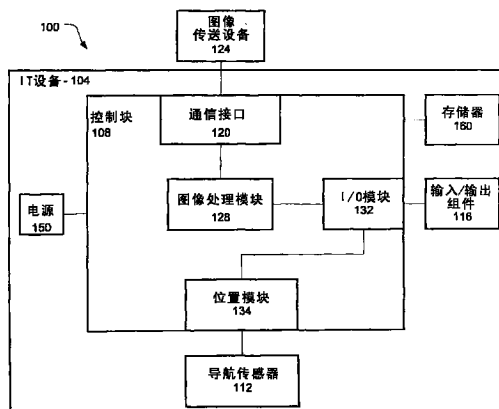 100
图像
传送设备
124
IT设备-104
控制块
108
通信接口
120
存储器
160
图像处理模块
128
I/O模块
132
输入/输出
组件
116
电源
150
位置模块
134
导航传感器
112